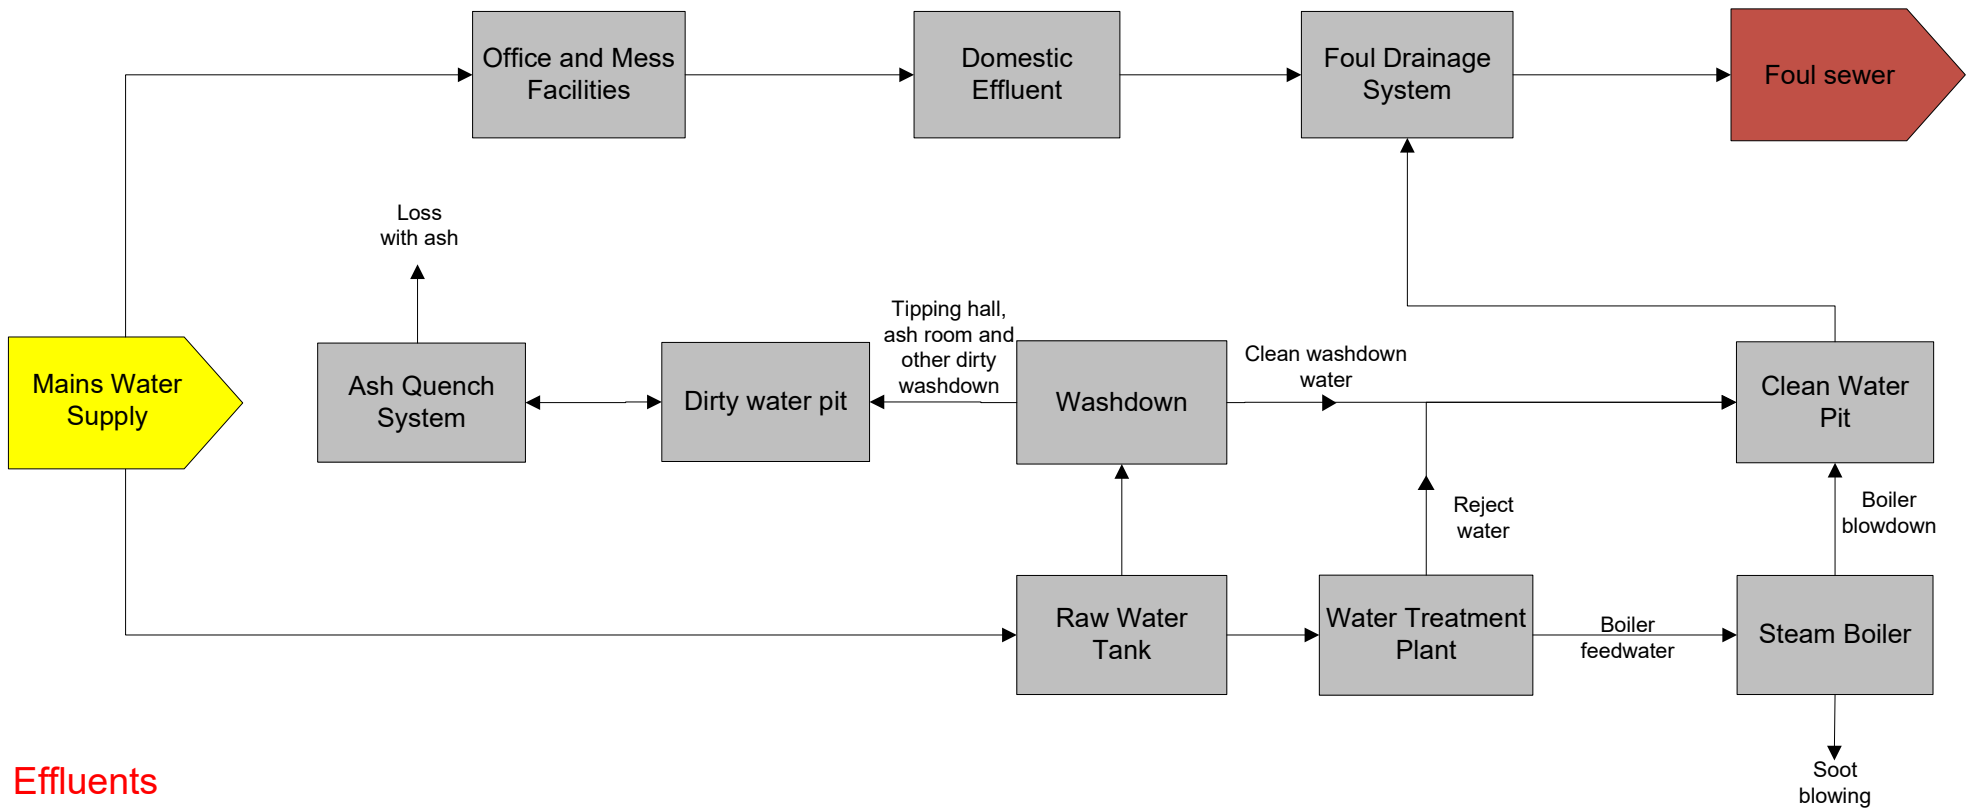 Office and Mess
Facilities
Domestic
Effluent
Foul Drainage
System
Foul sewer
Loss
with ash
Mains Water
Supply
Ash Quench
System
Dirty water pit
Tipping hall,
ash room and
other dirty
washdown
Washdown
Clean washdown
water
Clean Water
Pit
Reject
water
Boiler
blowdown
Raw Water
Tank
Water Treatment
Plant
Boiler
feedwater
Steam Boiler
Soot
blowing
Effluents